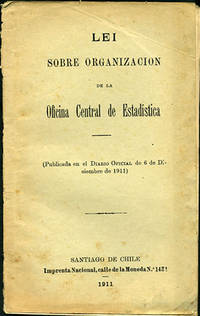 LEI
SOBRE ORGANIZACION
DE LA
Oficina Central de Estadística
(Publicada en el DIARIO OFICIAL de 6 de Di-
ciembre de 1911)
SANTIAGO DE CHILE
Imprenta Nacional, calle de la Moneda N.º
1911